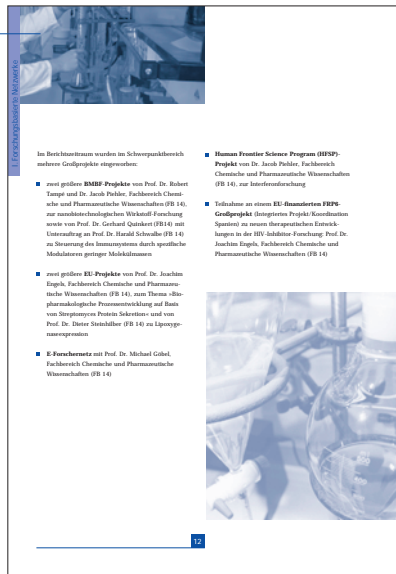 I. Forschungsbasierte Netzwerke
Im Berichtszeitraum wurden im Schwerpunktbereich
mehrere Großprojekte eingeworben:
zwei größere BMBF-Projekte von Prof. Dr. Robert
Tampé und Dr. Jacob Piehler, Fachbereich Chemi-
sche und Pharmazeutische Wissenschaften (FB 14),
zur nanobiotechnologischen Wirkstoff-Forschung
sowie von Prof. Dr. Gerhard Quinkert (FB14) mit
Unterauftrag an Prof. Dr. Harald Schwalbe (FB 14)
zu Steuerung des Immunsystems durch spezifische
Modulatoren geringer Molekülmassen
zwei größere EU-Projekte von Prof. Dr. Joachim
Engels, Fachbereich Chemische und Pharmazeu-
tische Wissenschaften (FB 14), zum Thema »Bio-
pharmakologische Prozessentwicklung auf Basis
von Streptomyces Protein Sekretion« und von
Prof. Dr. Dieter Steinhilber (FB 14) zu Lipoxyge-
naseexpression
E-Forschernetz mit Prof. Dr. Michael Göbel,
Fachbereich Chemische und Pharmazeutische
Wissenschaften (FB 14)
Human Frontier Science Program (HFSP)-
Projekt von Dr. Jacob Piehler, Fachbereich
Chemische und Pharmazeutische Wissenschaften
(FB 14), zur Interferonforschung
Teilnahme an einem EU-finanzierten FRP6-
Großprojekt (Integriertes Projekt/Koordination
Spanien) zu neuen therapeutischen Entwick-
lungen in der HIV-Inhibitor-Forschung: Prof. Dr.
Joachim Engels, Fachbereich Chemische und
Pharmazeutische Wissenschaften (FB 14)
12